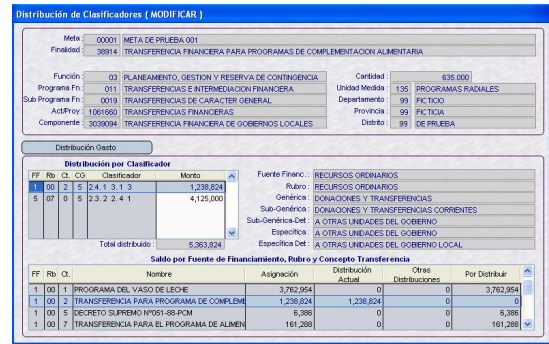 Distribución de Clasificadores ( MODIFICAR )
Meta : 00001 META DE PRUEBA 001
Finalidad : 38914 TRANSFERENCIA FINANCIERA PARA PROGRAMAS DE COMPLEMENTACION ALIMENTARIA
Función : 03 PLANEAMIENTO, GESTION Y RESERVA DE CONTINGENCIA Cantidad : 635.000
Programa Fn : 011 TRANSFERENCIAS E INTERMEDIACION FINANCIERA Unidad Medida : 135 PROGRAMAS RADIALES
Sub Programa Fn : 0019 TRANSFERENCIAS DE CARACTER GENERAL Departamento : 99 FICTICIO
Act/Proy : 1061660 TRANSFERENCIAS FINANCIERAS Provincia : 99 FICTICIA
Componente : 3039094 TRANSFERENCIA FINANCIERA DE GOBIERNOS LOCALES Distrito : 99 DE PRUEBA
Distribución Gasto
Distribución por Clasificador
FF Rb Ct. CG Clasificador Monto
1 00 2 5 2.4. 1 3. 1 3 1,238,824
5 07 0 5 2.3. 2 2. 4 1 4,125,000
Total distribuido : 5,363,824
Fuente Financ. : RECURSOS ORDINARIOS
Rubro : RECURSOS ORDINARIOS
Genérica : DONACIONES Y TRANSFERENCIAS
Sub-Genérica : DONACIONES Y TRANSFERENCIAS CORRIENTES
Sub-Genérica-Det : A OTRAS UNIDADES DEL GOBIERNO
Específica : A OTRAS UNIDADES DEL GOBIERNO
Específica Det : A OTRAS UNIDADES DEL GOBIERNO LOCAL
Saldo por Fuente de Financiamiento, Rubro y Concepto Transferencia
FF Rb Ct. Nombre Asignación Distribución Actual Otras Distribuciones Por Distribuir
1 00 1 PROGRAMA DEL VASO DE LECHE 3,762,954 0 0 3,762,954
1 00 2 TRANSFERENCIA PARA PROGRAMA DE COMPLEME 1,238,824 1,238,824 0 0
1 00 5 DECRETO SUPREMO Nº051-88-PCM 6,386 0 0 6,386
1 00 7 TRANSFERENCIA PARA EL PROGRAMA DE ALIMEN 161,288 0 0 161,288